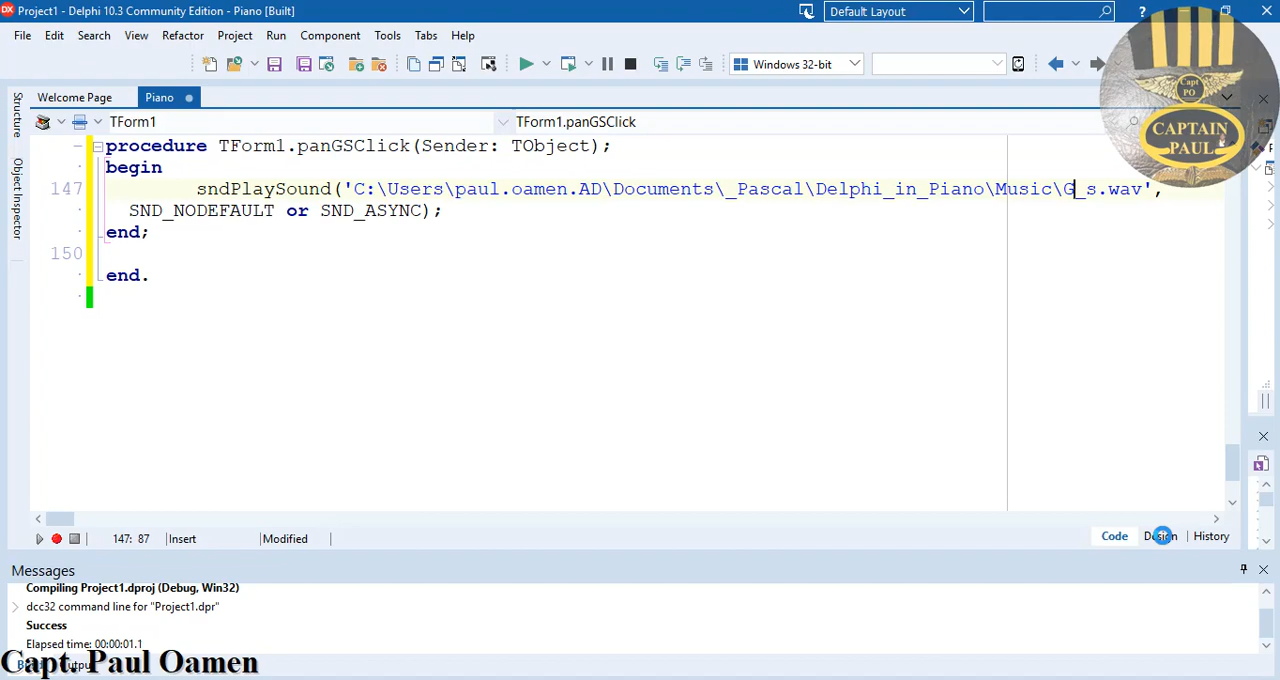 Project1 - Delphi 10.3 Community Edition - Piano [Built]
Default Layout
File Edit Search View Refactor Project Run Component Tools Tabs Help
Windows 32-bit
Welcome Page Piano
TForm1 TForm1.panGSClick
Capt PO
CAPTAIN PAUL
Structure
Object Inspector
procedure TForm1.panGSClick(Sender: TObject);
begin
147 sndPlaySound('C:\Users\paul.oamen.AD\Documents\_Pascal\Delphi_in_Piano\Music\G_s.wav',
SND_NODEFAULT or SND_ASYNC);
end;
150
end.
147: 87 Insert Modified Code Design History
Messages
Compiling Project1.dproj (Debug, Win32)
dcc32 command line for "Project1.dpr"
Success
Elapsed time: 00:00:01.1
Capt. Paul Oamen